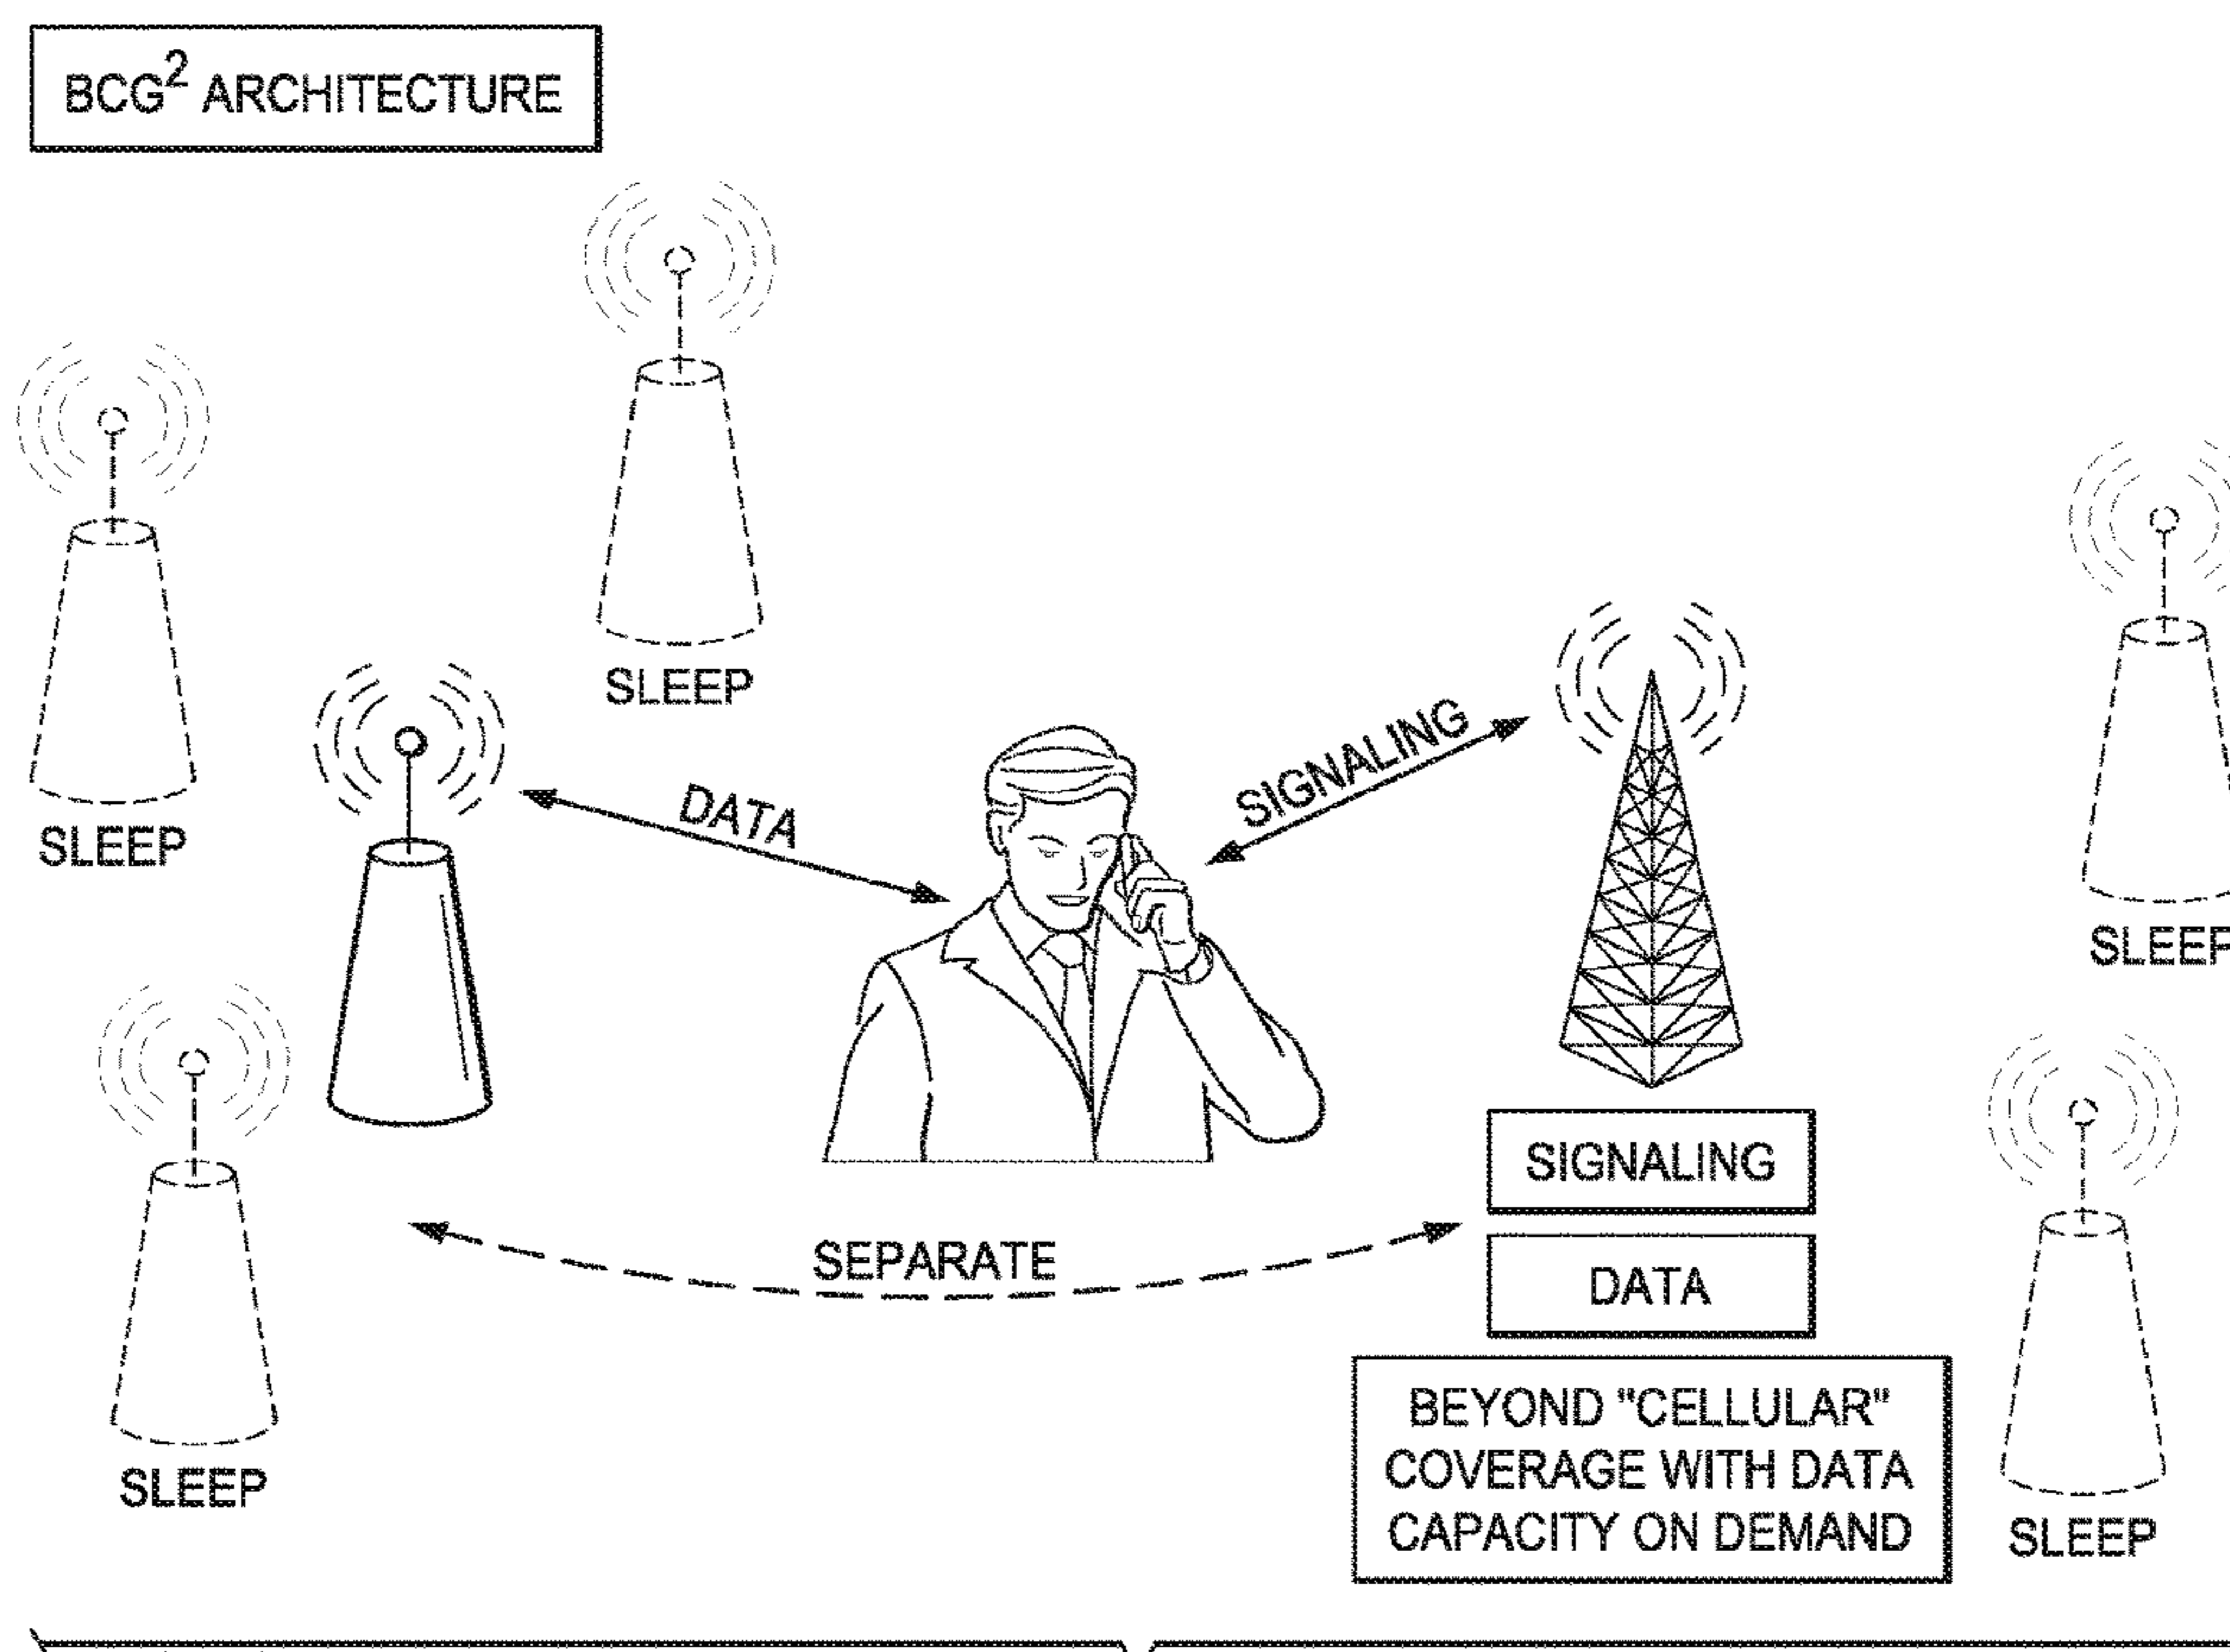 BCG² ARCHITECTURE
SLEEP
SLEEP
DATA
SIGNALING
SLEEP
SIGNALING
SEPARATE
DATA
BEYOND "CELLULAR"
COVERAGE WITH DATA
CAPACITY ON DEMAND
SLEEP
SLEEP